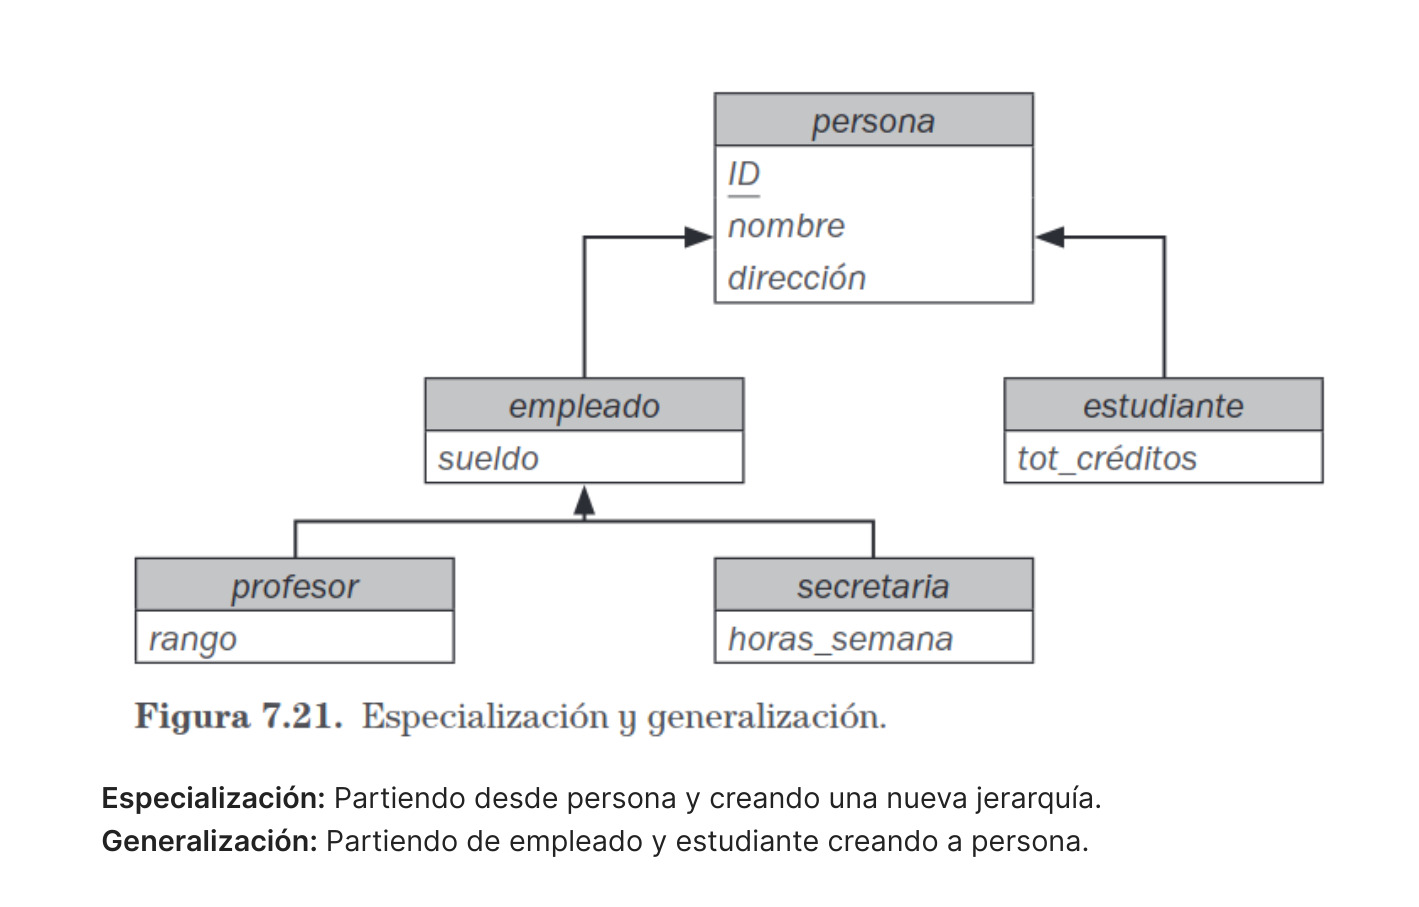 persona
ID
nombre
dirección
empleado
sueldo
estudiante
tot_créditos
profesor
rango
secretaria
horas_semana
Figura 7.21. Especialización y generalización.
Especialización: Partiendo desde persona y creando una nueva jerarquía.
Generalización: Partiendo de empleado y estudiante creando a persona.